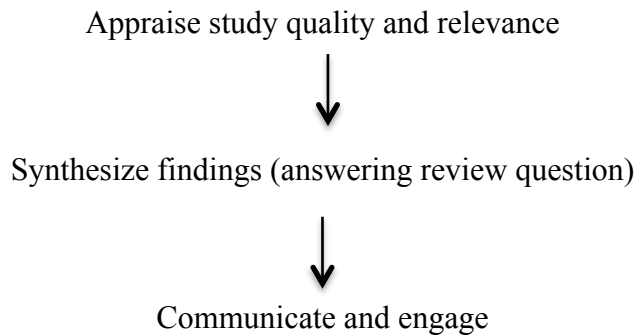 Appraise study quality and relevance
Synthesize findings (answering review question)
Communicate and engage